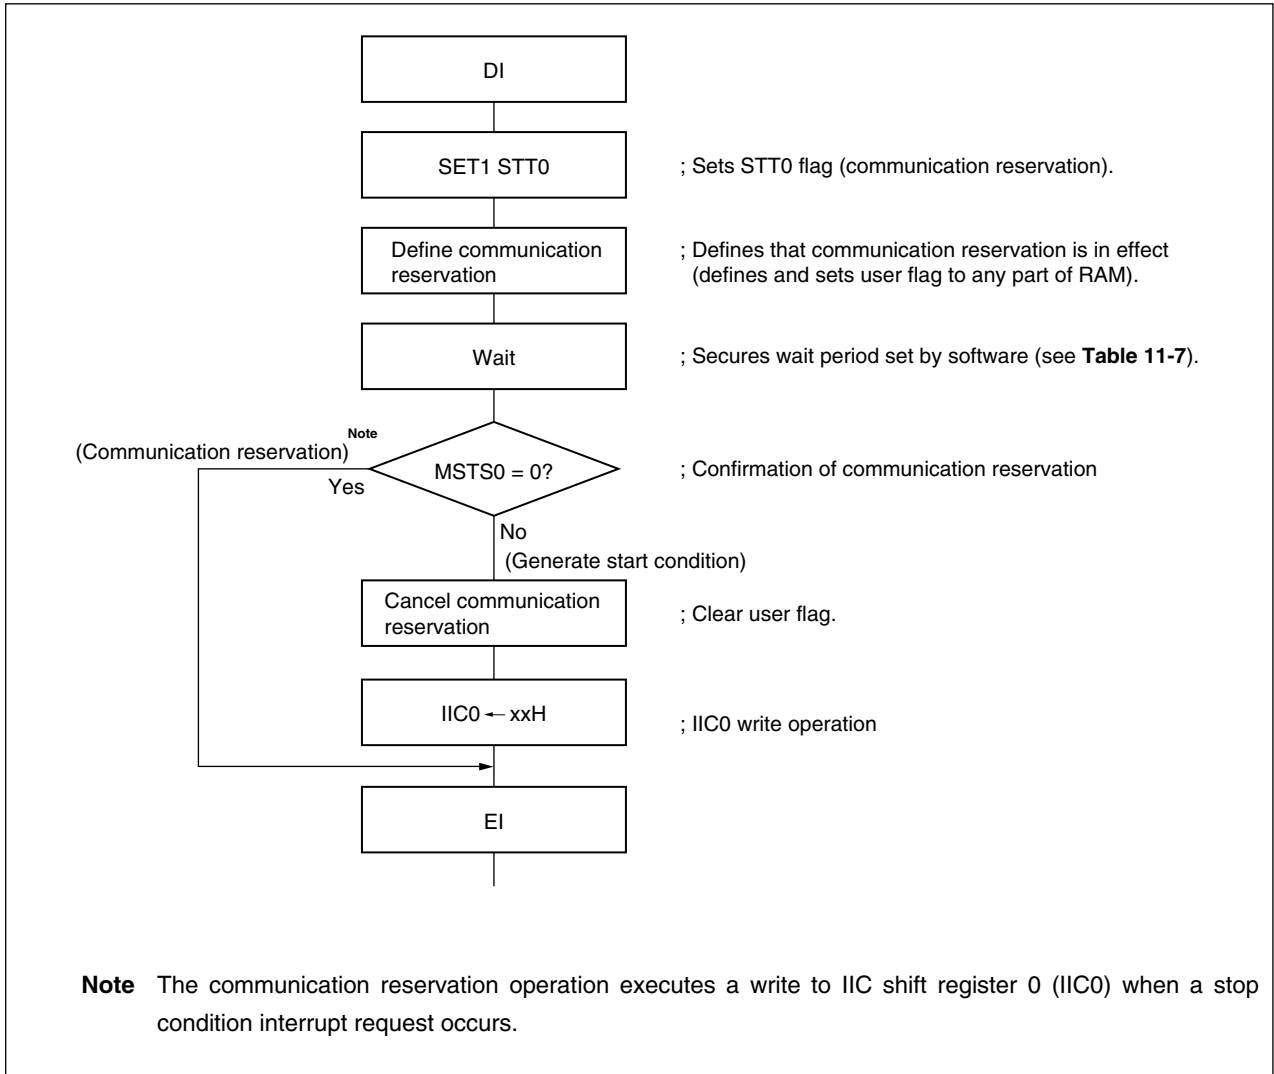 DI
SET1 STT0
; Sets STT0 flag (communication reservation).
Define communication
reservation
; Defines that communication reservation is in effect
(defines and sets user flag to any part of RAM).
Wait
; Secures wait period set by software (see Table 11-7).
(Communication reservation)Note
Yes
MSTS0 = 0?
; Confirmation of communication reservation
No
(Generate start condition)
Cancel communication
reservation
; Clear user flag.
IIC0 ← xxH
; IIC0 write operation
EI
Note The communication reservation operation executes a write to IIC shift register 0 (IIC0) when a stop
condition interrupt request occurs.